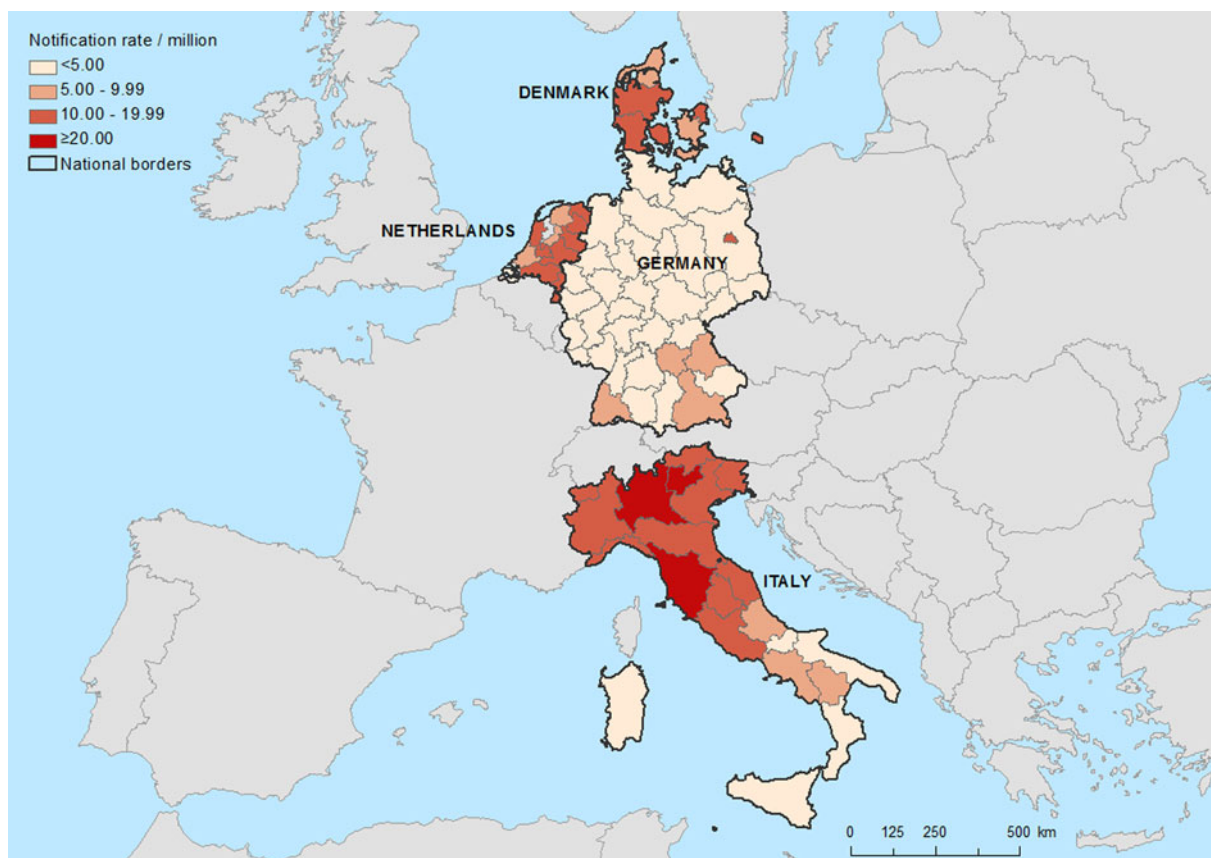 Notification rate / million
<5.00
5.00 - 9.99
10.00 - 19.99
≥20.00
National borders
DENMARK
NETHERLANDS
GERMANY
ITALY
0 125 250 500 km